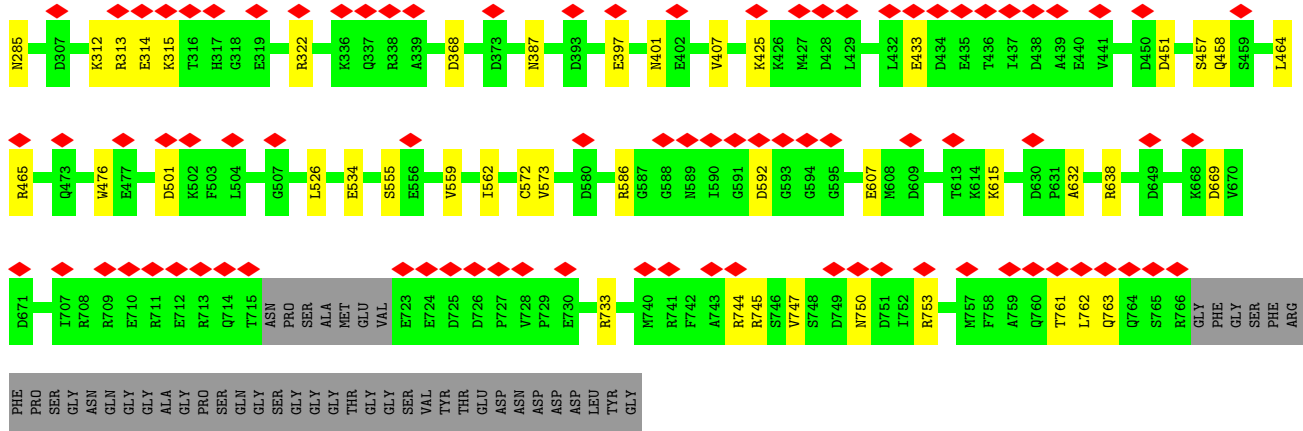 N285 D307 K312 R313 E314 K315 T316 H317 G318 E319 R322 K336 Q337 R338 A339 D368 D373 N387 D393 E397 N401 E402 V407 K425 K426 M427 D428 L429 L432 E433 D434 E435 T436 I437 D438 A439 E440 V441 D450 D451 S457 Q458 S459 L464
R465 Q473 W476 E477 D501 K502 F503 L504 G507 L526 E534 S555 E556 V559 I562 C572 V573 D580 R586 G587 G588 N589 I590 G591 D592 G593 G594 G595 E607 M608 D609 T613 K614 K615 D630 P631 A632 R638 D649 K668 D669 V670
D671 I707 R708 R709 E710 R711 E712 R713 Q714 T715 ASN PRO SER ALA MET GLU VAL E723 E724 D725 D726 P727 V728 P729 E730 R733 M740 R741 F742 A743 R744 R745 S746 V747 S748 D749 N750 D751 I752 R753 M757 F758 A759 Q760 T761 L762 Q763 Q764 S765 R766 GLY PHE GLY SER PHE ARG
PHE PRO SER GLY ASN GLN GLY GLY ALA GLY PRO SER GLN GLY SER GLY GLY GLY THR GLY GLY SER VAL TYR THR GLU ASP ASN ASP ASP ASP LEU TYR GLY